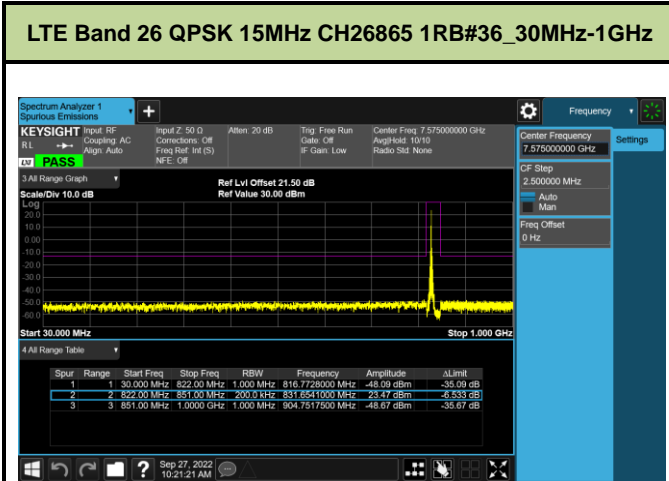 LTE Band 26 QPSK 15MHz CH26865 1RB#36_30MHz-1GHz
Spectrum Analyzer 1
Spurious Emissions
+
Frequency
KEYSIGHT Input: RF Input Z: 50 Ω Atten: 20 dB Trig: Free Run Center Freq: 7.575000000 GHz
RL Coupling: AC Corrections: Off Gate: Off Avg|Hold: 10/10
Align: Auto Freq Ref: Int (S) IF Gain: Low Radio Std: None
LXI PASS NFE: Off
Center Frequency
7.575000000 GHz
Settings
CF Step
2.500000 MHz
Auto
Man
Freq Offset
0 Hz
3 All Range Graph
Ref Lvl Offset 21.50 dB
Scale/Div 10.0 dB Ref Value 30.00 dBm
Log
20.0
10.0
0.00
-10.0
-20.0
-30.0
-40.0
-50.0
-60.0
Start 30.000 MHz Stop 1.000 GHz
4 All Range Table
Spur Range Start Freq Stop Freq RBW Frequency Amplitude ΔLimit
1 1 30.000 MHz 822.00 MHz 1.000 MHz 816.7728000 MHz -48.09 dBm -35.09 dB
2 2 822.00 MHz 851.00 MHz 200.0 kHz 831.6541000 MHz 23.47 dBm -6.533 dB
3 3 851.00 MHz 1.0000 GHz 1.000 MHz 904.7517500 MHz -48.67 dBm -35.67 dB
? Sep 27, 2022
10:21:21 AM